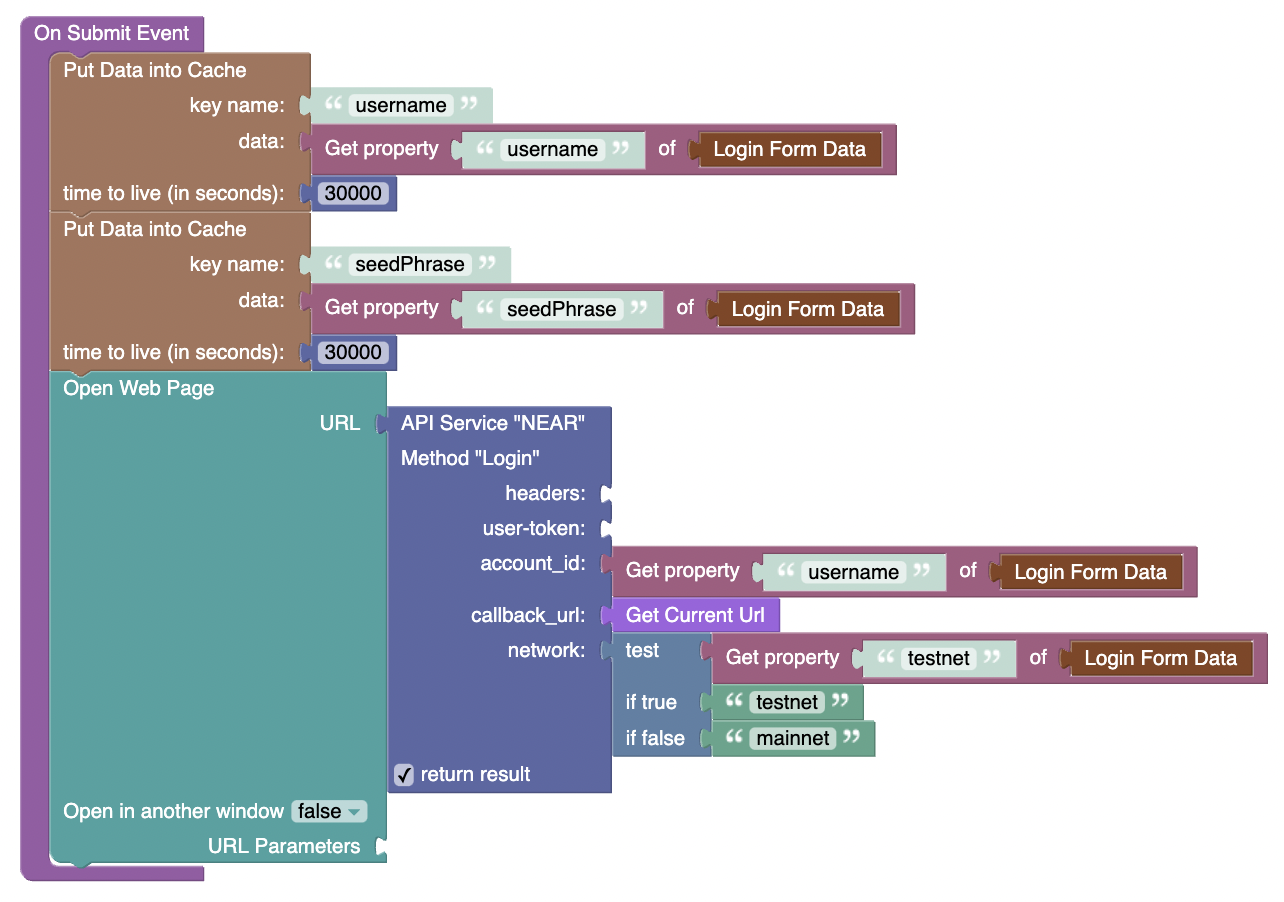 On Submit Event
Put Data into Cache
key name: “ username ”
data: Get property “ username ” of Login Form Data
time to live (in seconds): 30000
Put Data into Cache
key name: “ seedPhrase ”
data: Get property “ seedPhrase ” of Login Form Data
time to live (in seconds): 30000
Open Web Page
URL API Service "NEAR"
Method "Login"
headers:
user-token:
account_id: Get property “ username ” of Login Form Data
callback_url: Get Current Url
network: test Get property “ testnet ” of Login Form Data
if true “ testnet ”
if false “ mainnet ”
✓ return result
Open in another window false
URL Parameters